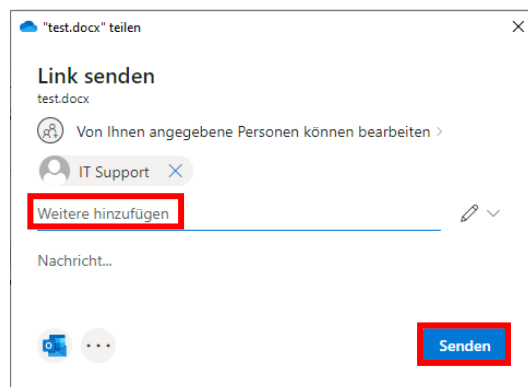 "test.docx" teilen
Link senden
test.docx
Von Ihnen angegebene Personen können bearbeiten
IT Support
Weitere hinzufügen
Nachricht...
Senden